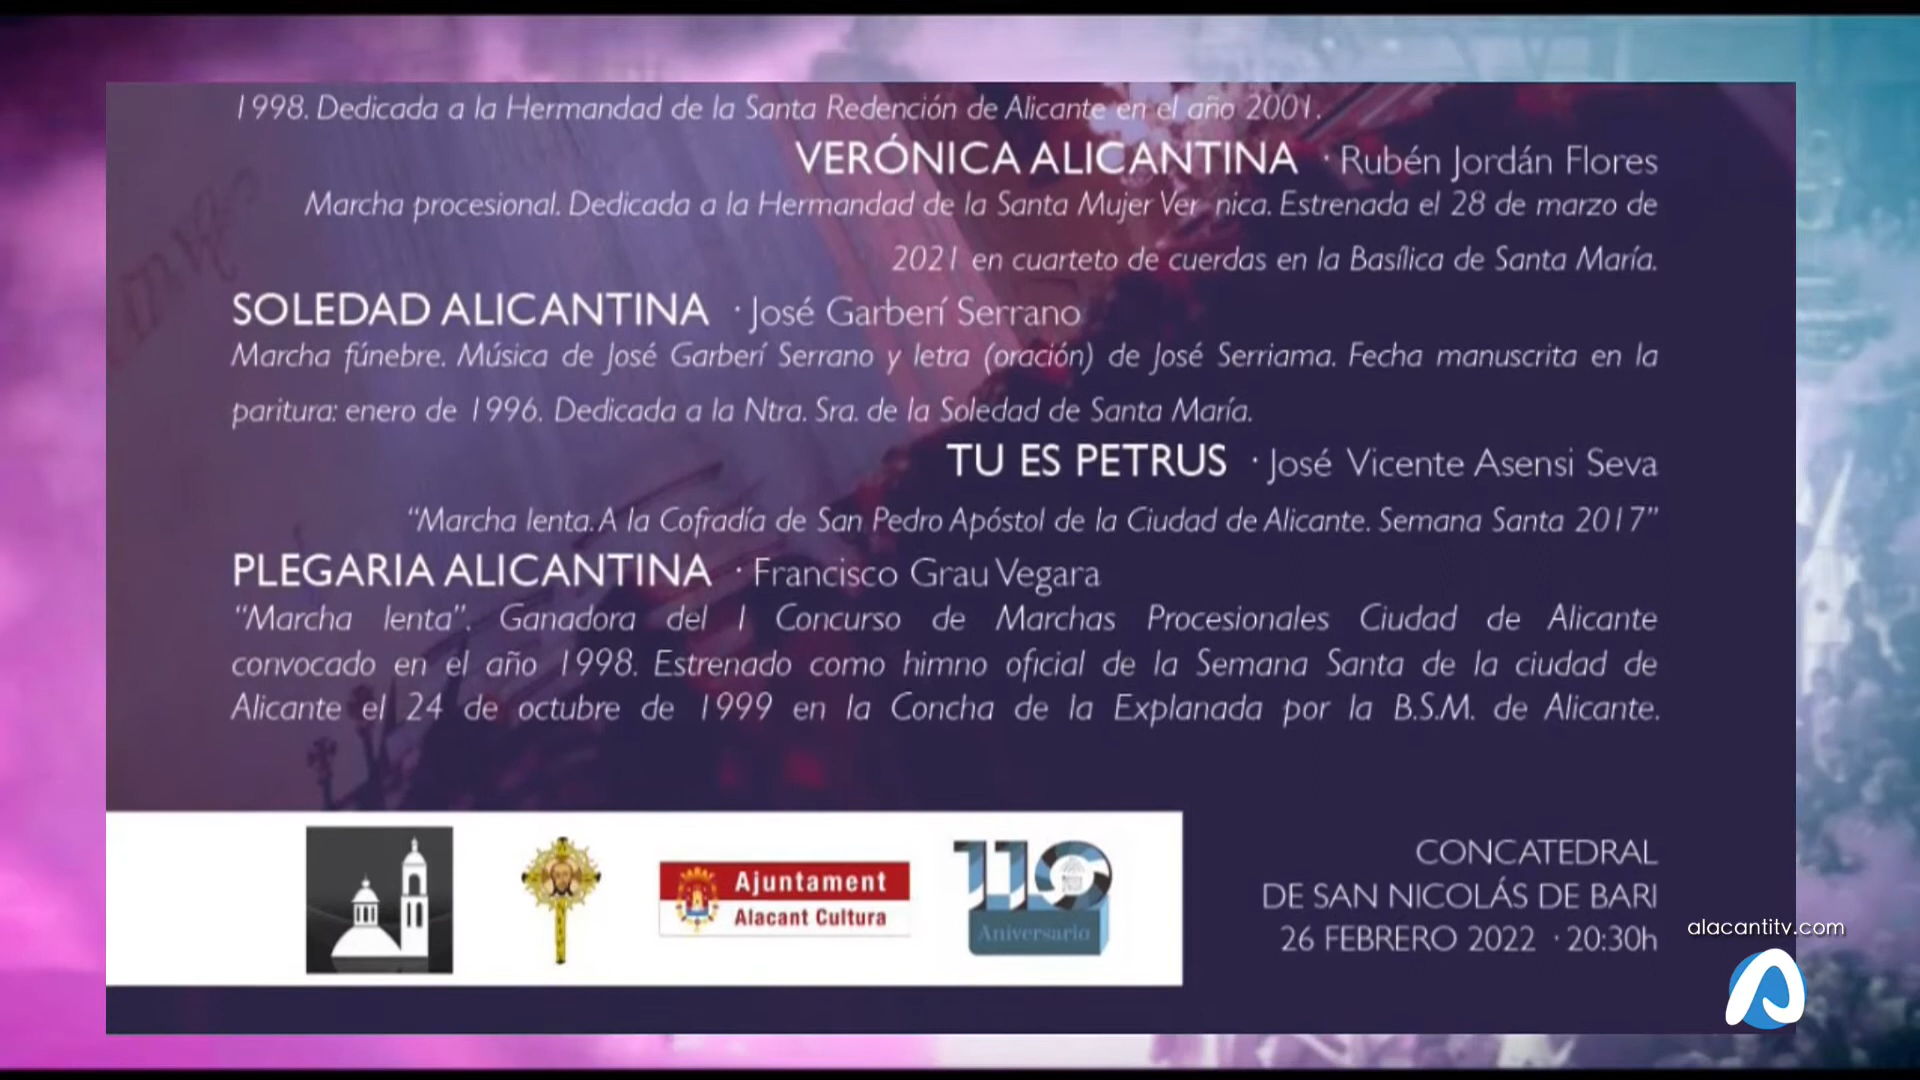 1998. Dedicada a la Hermandad de la Santa Redención de Alicante en el año 2001.
VERÓNICA ALICANTINA · Rubén Jordán Flores
Marcha procesional. Dedicada a la Hermandad de la Santa Mujer Ver nica. Estrenada el 28 de marzo de
2021 en cuarteto de cuerdas en la Basílica de Santa María.
SOLEDAD ALICANTINA · José Garberí Serrano
Marcha fúnebre. Música de José Garberí Serrano y letra (oración) de José Serriama. Fecha manuscrita en la
paritura: enero de 1996. Dedicada a la Ntra. Sra. de la Soledad de Santa María.
TU ES PETRUS · José Vicente Asensi Seva
“Marcha lenta. A la Cofradía de San Pedro Apóstol de la Ciudad de Alicante. Semana Santa 2017”
PLEGARIA ALICANTINA · Francisco Grau Vegara
“Marcha lenta”. Ganadora del I Concurso de Marchas Procesionales Ciudad de Alicante
convocado en el año 1998. Estrenado como himno oficial de la Semana Santa de la ciudad de
Alicante el 24 de octubre de 1999 en la Concha de la Explanada por la B.S.M. de Alicante.
Ajuntament
Alacant Cultura
110
Aniversario
CONCATEDRAL
DE SAN NICOLÁS DE BARI
26 FEBRERO 2022 · 20:30h
alacantitv.com